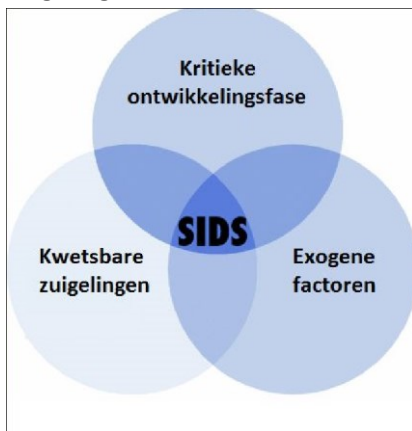 Kritieke
ontwikkelingsfase
SIDS
Kwetsbare
zuigelingen
Exogene
factoren